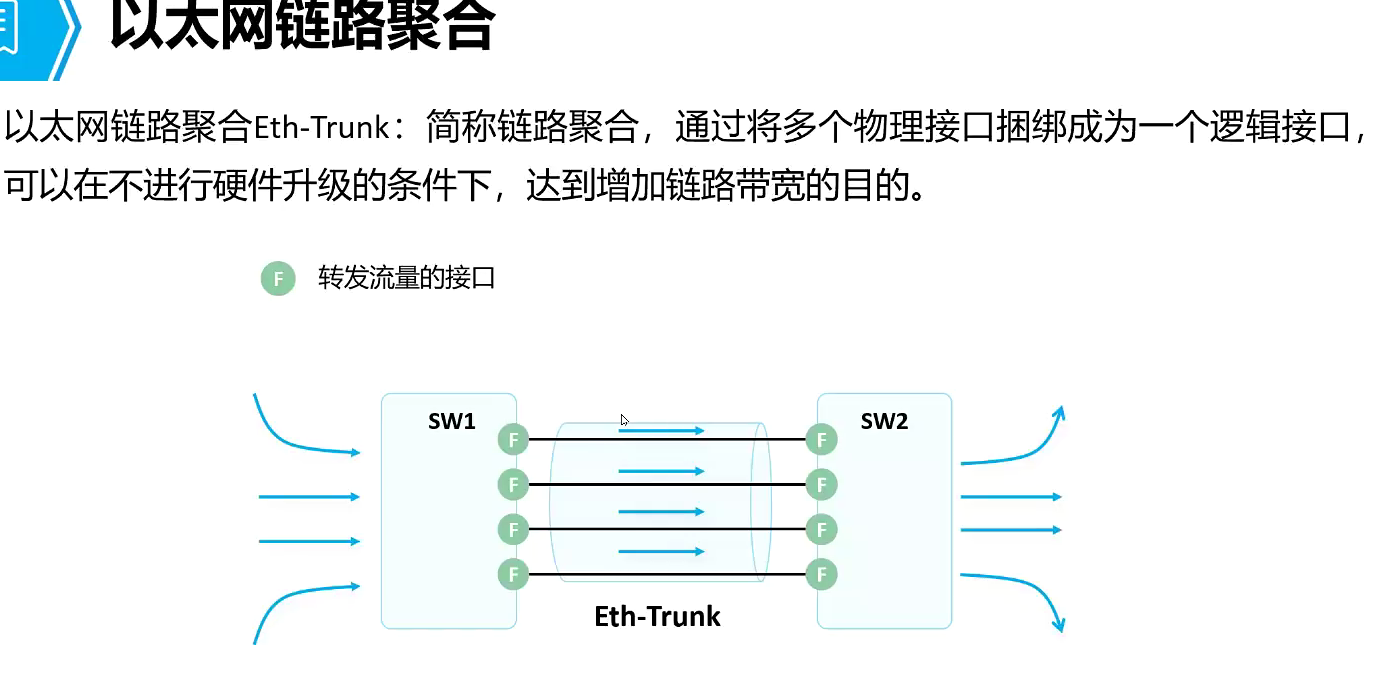 以太网链路聚合
以太网链路聚合Eth-Trunk：简称链路聚合，通过将多个物理接口捆绑成为一个逻辑接口，
可以在不进行硬件升级的条件下，达到增加链路带宽的目的。
F 转发流量的接口
SW1 SW2
F F
F F
F F
F F
Eth-Trunk